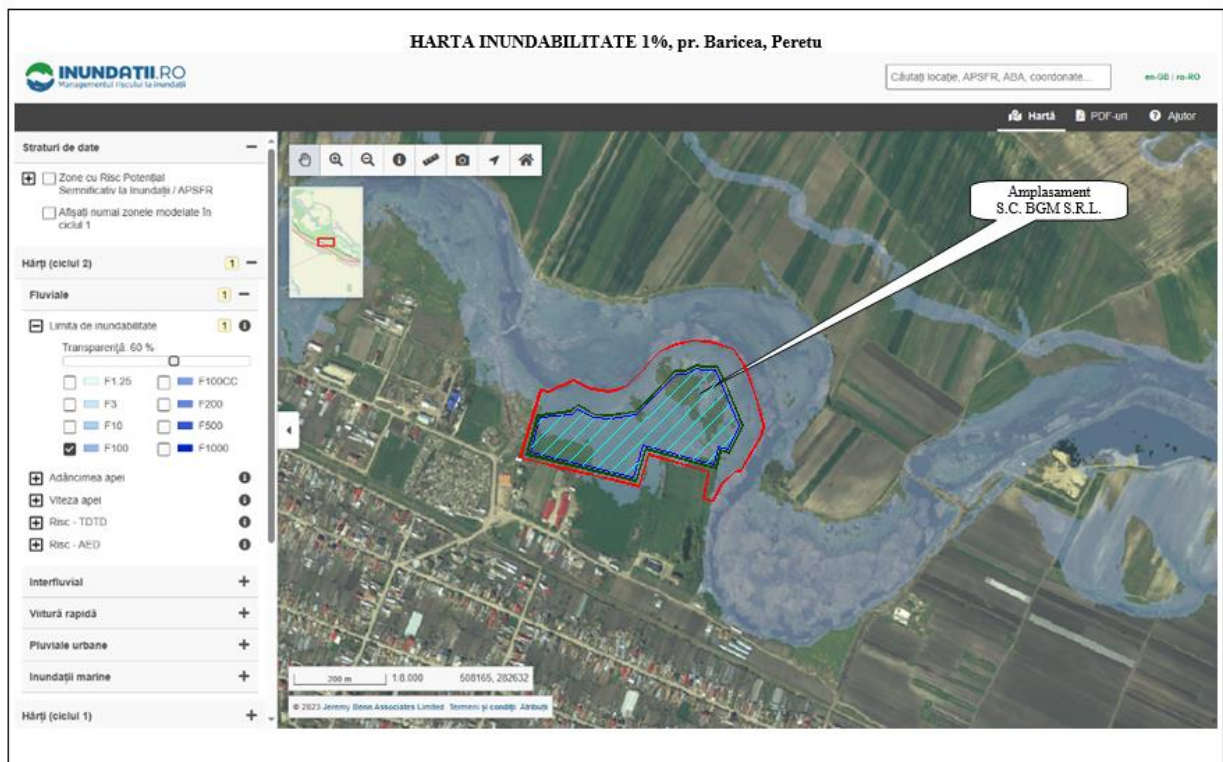 HARTA INUNDABILITATE 1%, pr. Baricea, Peretu
INUNDATII.RO
Managementul riscului la inundații
Căutați locație, APSFR, ABA, coordonate...
en-GB | ro-RO
Hartă
PDF-uri
Ajutor
Straturi de date
Zone cu Risc Potențial
Semnificativ la Inundații / APSFR
Afișați numai zonele modelate în
ciclul 1
Hărți (ciclul 2)
1
Fluviale
1
Limita de inundabilitate
1
Transparență: 60 %
F1.25
F100CC
F3
F200
F10
F500
F100
F1000
Adâncimea apei
Viteza apei
Risc - TDTD
Risc - AED
Interfluvial
Viitură rapidă
Pluviale urbane
Inundații marine
Hărți (ciclul 1)
Amplasament
S.C. BGM S.R.L.
200 m
1:8.000
508165, 282632
© 2023 Jeremy Benn Associates Limited Termeni și condiții Atribuții